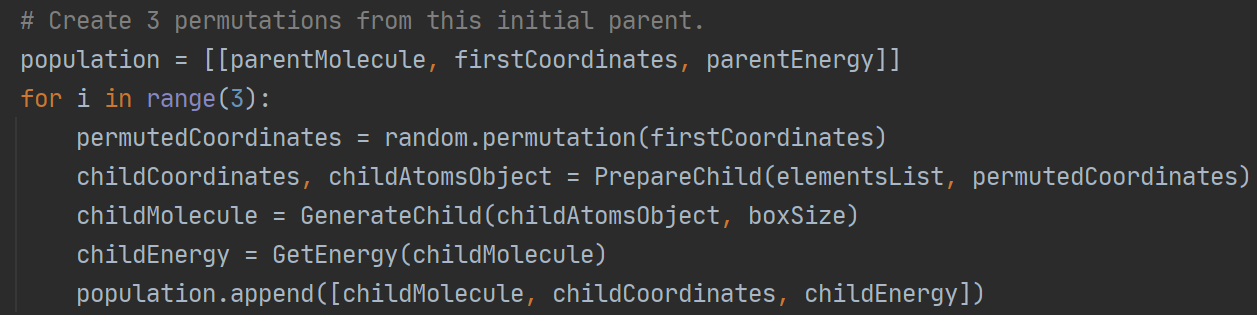 # Create 3 permutations from this initial parent.
population = [[parentMolecule, firstCoordinates, parentEnergy]]
for i in range(3):
    permutedCoordinates = random.permutation(firstCoordinates)
    childCoordinates, childAtomsObject = PrepareChild(elementsList, permutedCoordinates)
    childMolecule = GenerateChild(childAtomsObject, boxSize)
    childEnergy = GetEnergy(childMolecule)
    population.append([childMolecule, childCoordinates, childEnergy])